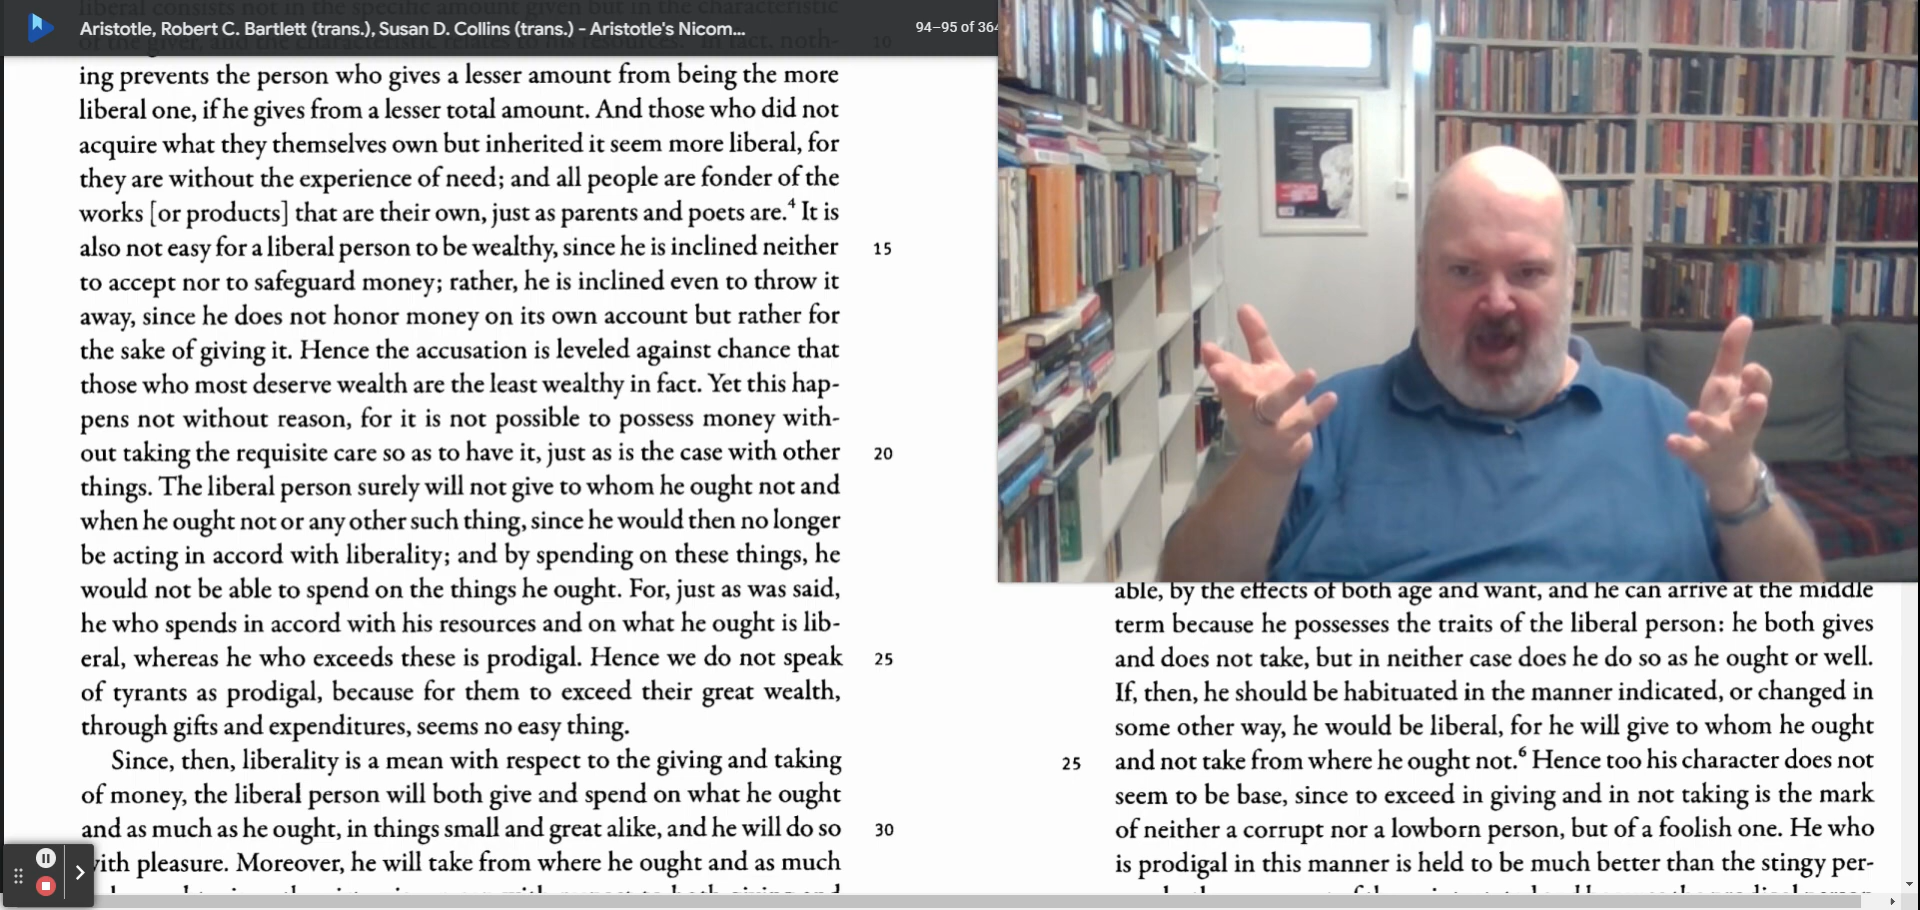 liberal consists not in the specific amount given but in the characteristic
Aristotle, Robert C. Bartlett (trans.), Susan D. Collins (trans.) - Aristotle's Nicom...
94–95 of 364
10
ing prevents the person who gives a lesser amount from being the more
liberal one, if he gives from a lesser total amount. And those who did not
acquire what they themselves own but inherited it seem more liberal, for
they are without the experience of need; and all people are fonder of the
works [or products] that are their own, just as parents and poets are.4 It is
also not easy for a liberal person to be wealthy, since he is inclined neither
15
to accept nor to safeguard money; rather, he is inclined even to throw it
away, since he does not honor money on its own account but rather for
the sake of giving it. Hence the accusation is leveled against chance that
those who most deserve wealth are the least wealthy in fact. Yet this hap-
pens not without reason, for it is not possible to possess money with-
out taking the requisite care so as to have it, just as is the case with other
20
things. The liberal person surely will not give to whom he ought not and
when he ought not or any other such thing, since he would then no longer
be acting in accord with liberality; and by spending on these things, he
would not be able to spend on the things he ought. For, just as was said,
he who spends in accord with his resources and on what he ought is lib-
eral, whereas he who exceeds these is prodigal. Hence we do not speak
25
of tyrants as prodigal, because for them to exceed their great wealth,
through gifts and expenditures, seems no easy thing.
Since, then, liberality is a mean with respect to the giving and taking
of money, the liberal person will both give and spend on what he ought
and as much as he ought, in things small and great alike, and he will do so
30
with pleasure. Moreover, he will take from where he ought and as much
able, by the effects of both age and want, and he can arrive at the middle
term because he possesses the traits of the liberal person: he both gives
and does not take, but in neither case does he do so as he ought or well.
If, then, he should be habituated in the manner indicated, or changed in
some other way, he would be liberal, for he will give to whom he ought
25
and not take from where he ought not.6 Hence too his character does not
seem to be base, since to exceed in giving and in not taking is the mark
of neither a corrupt nor a lowborn person, but of a foolish one. He who
is prodigal in this manner is held to be much better than the stingy per-